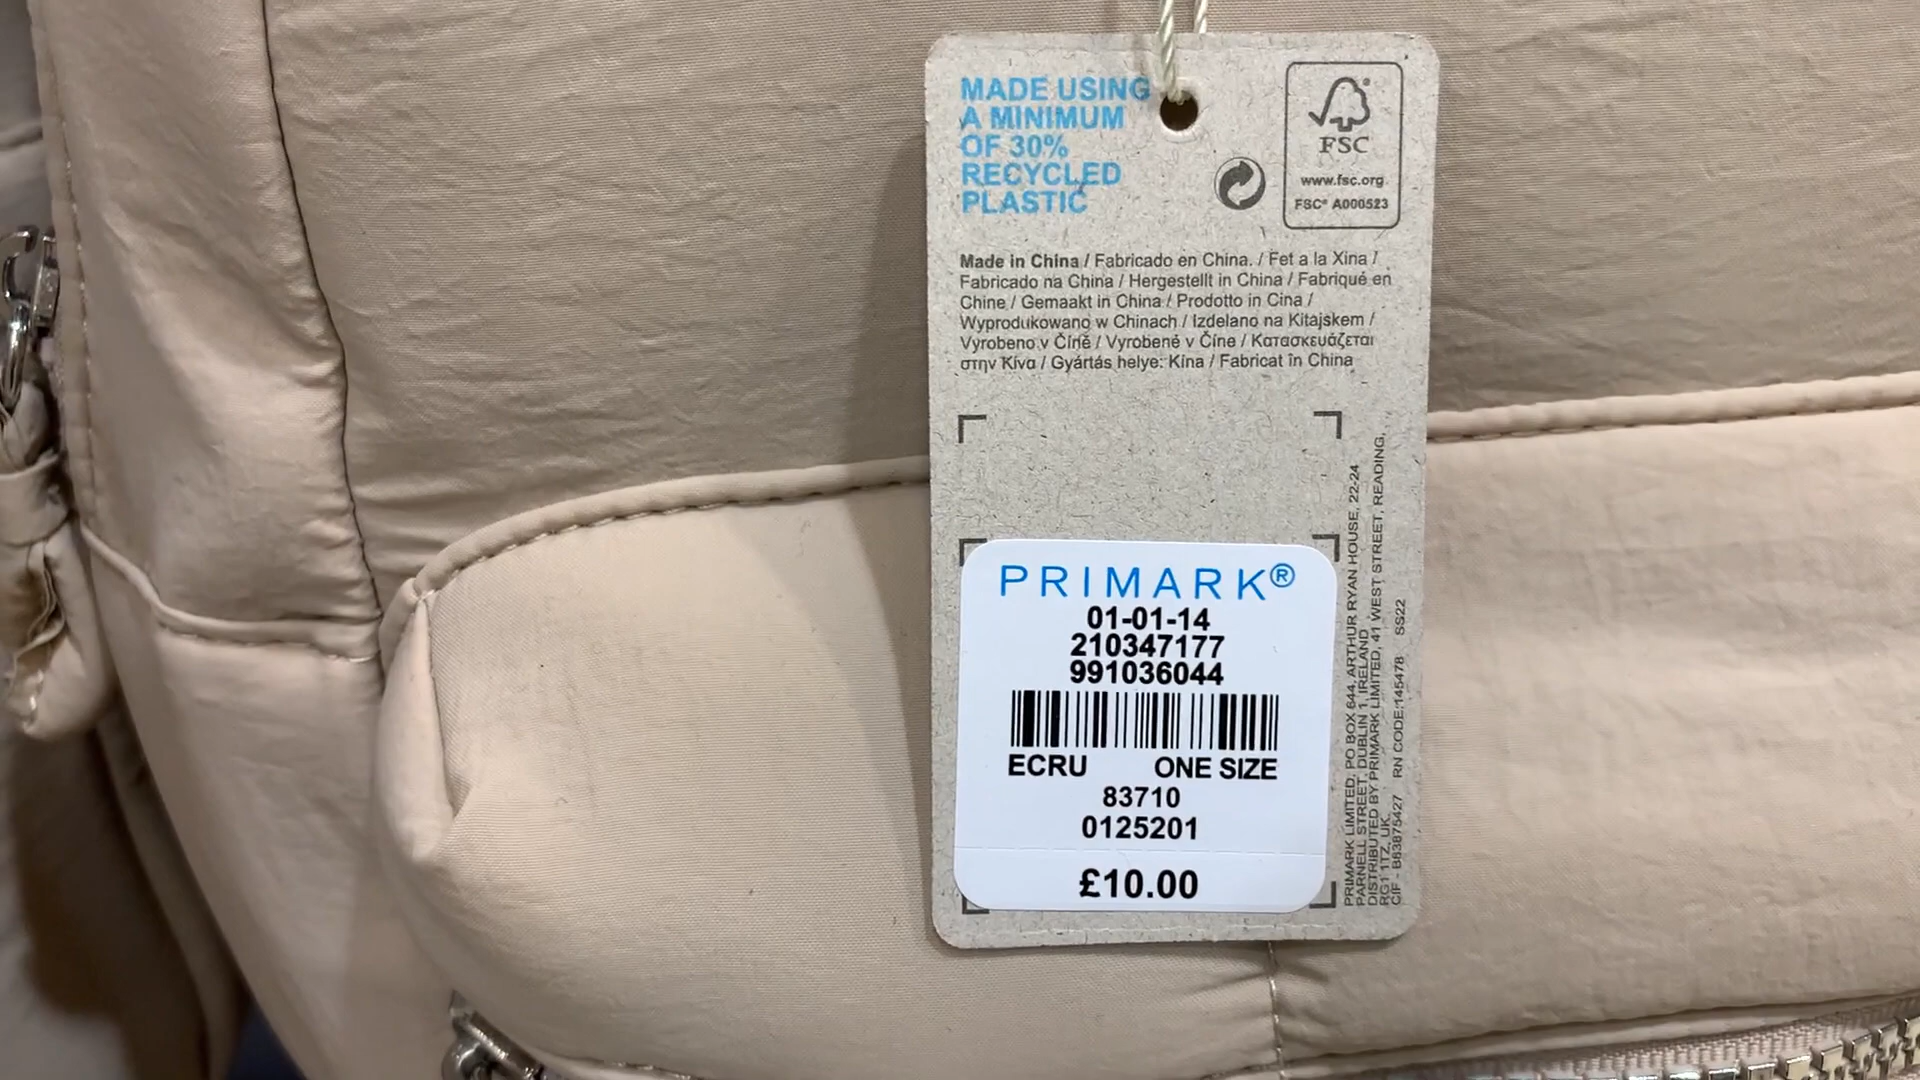 MADE USING
A MINIMUM
OF 30%
RECYCLED
PLASTIC
FSC
www.fsc.org
FSC® A000523
Made in China / Fabricado en China. / Fet a la Xina /
Fabricado na China / Hergestellt in China / Fabriqué en
Chine / Gemaakt in China / Prodotto in Cina /
Wyprodukowano w Chinach / Izdelano na Kitajskem /
Vyrobeno v Číně / Vyrobené v Číne / Κατασκευάζεται
στην Κίνα / Gyártás helye: Kína / Fabricat în China
PRIMARK®
01-01-14
210347177
991036044
ECRU ONE SIZE
83710
0125201
£10.00
PRIMARK LIMITED, PO BOX 644, ARTHUR RYAN HOUSE, 22-24
PARNELL STREET, DUBLIN 1, IRELAND
DISTRIBUTED BY PRIMARK LIMITED, 41 WEST STREET, READING,
RG1 1TZ, UK
CIF - B63875427 RN CODE:145478 SS22